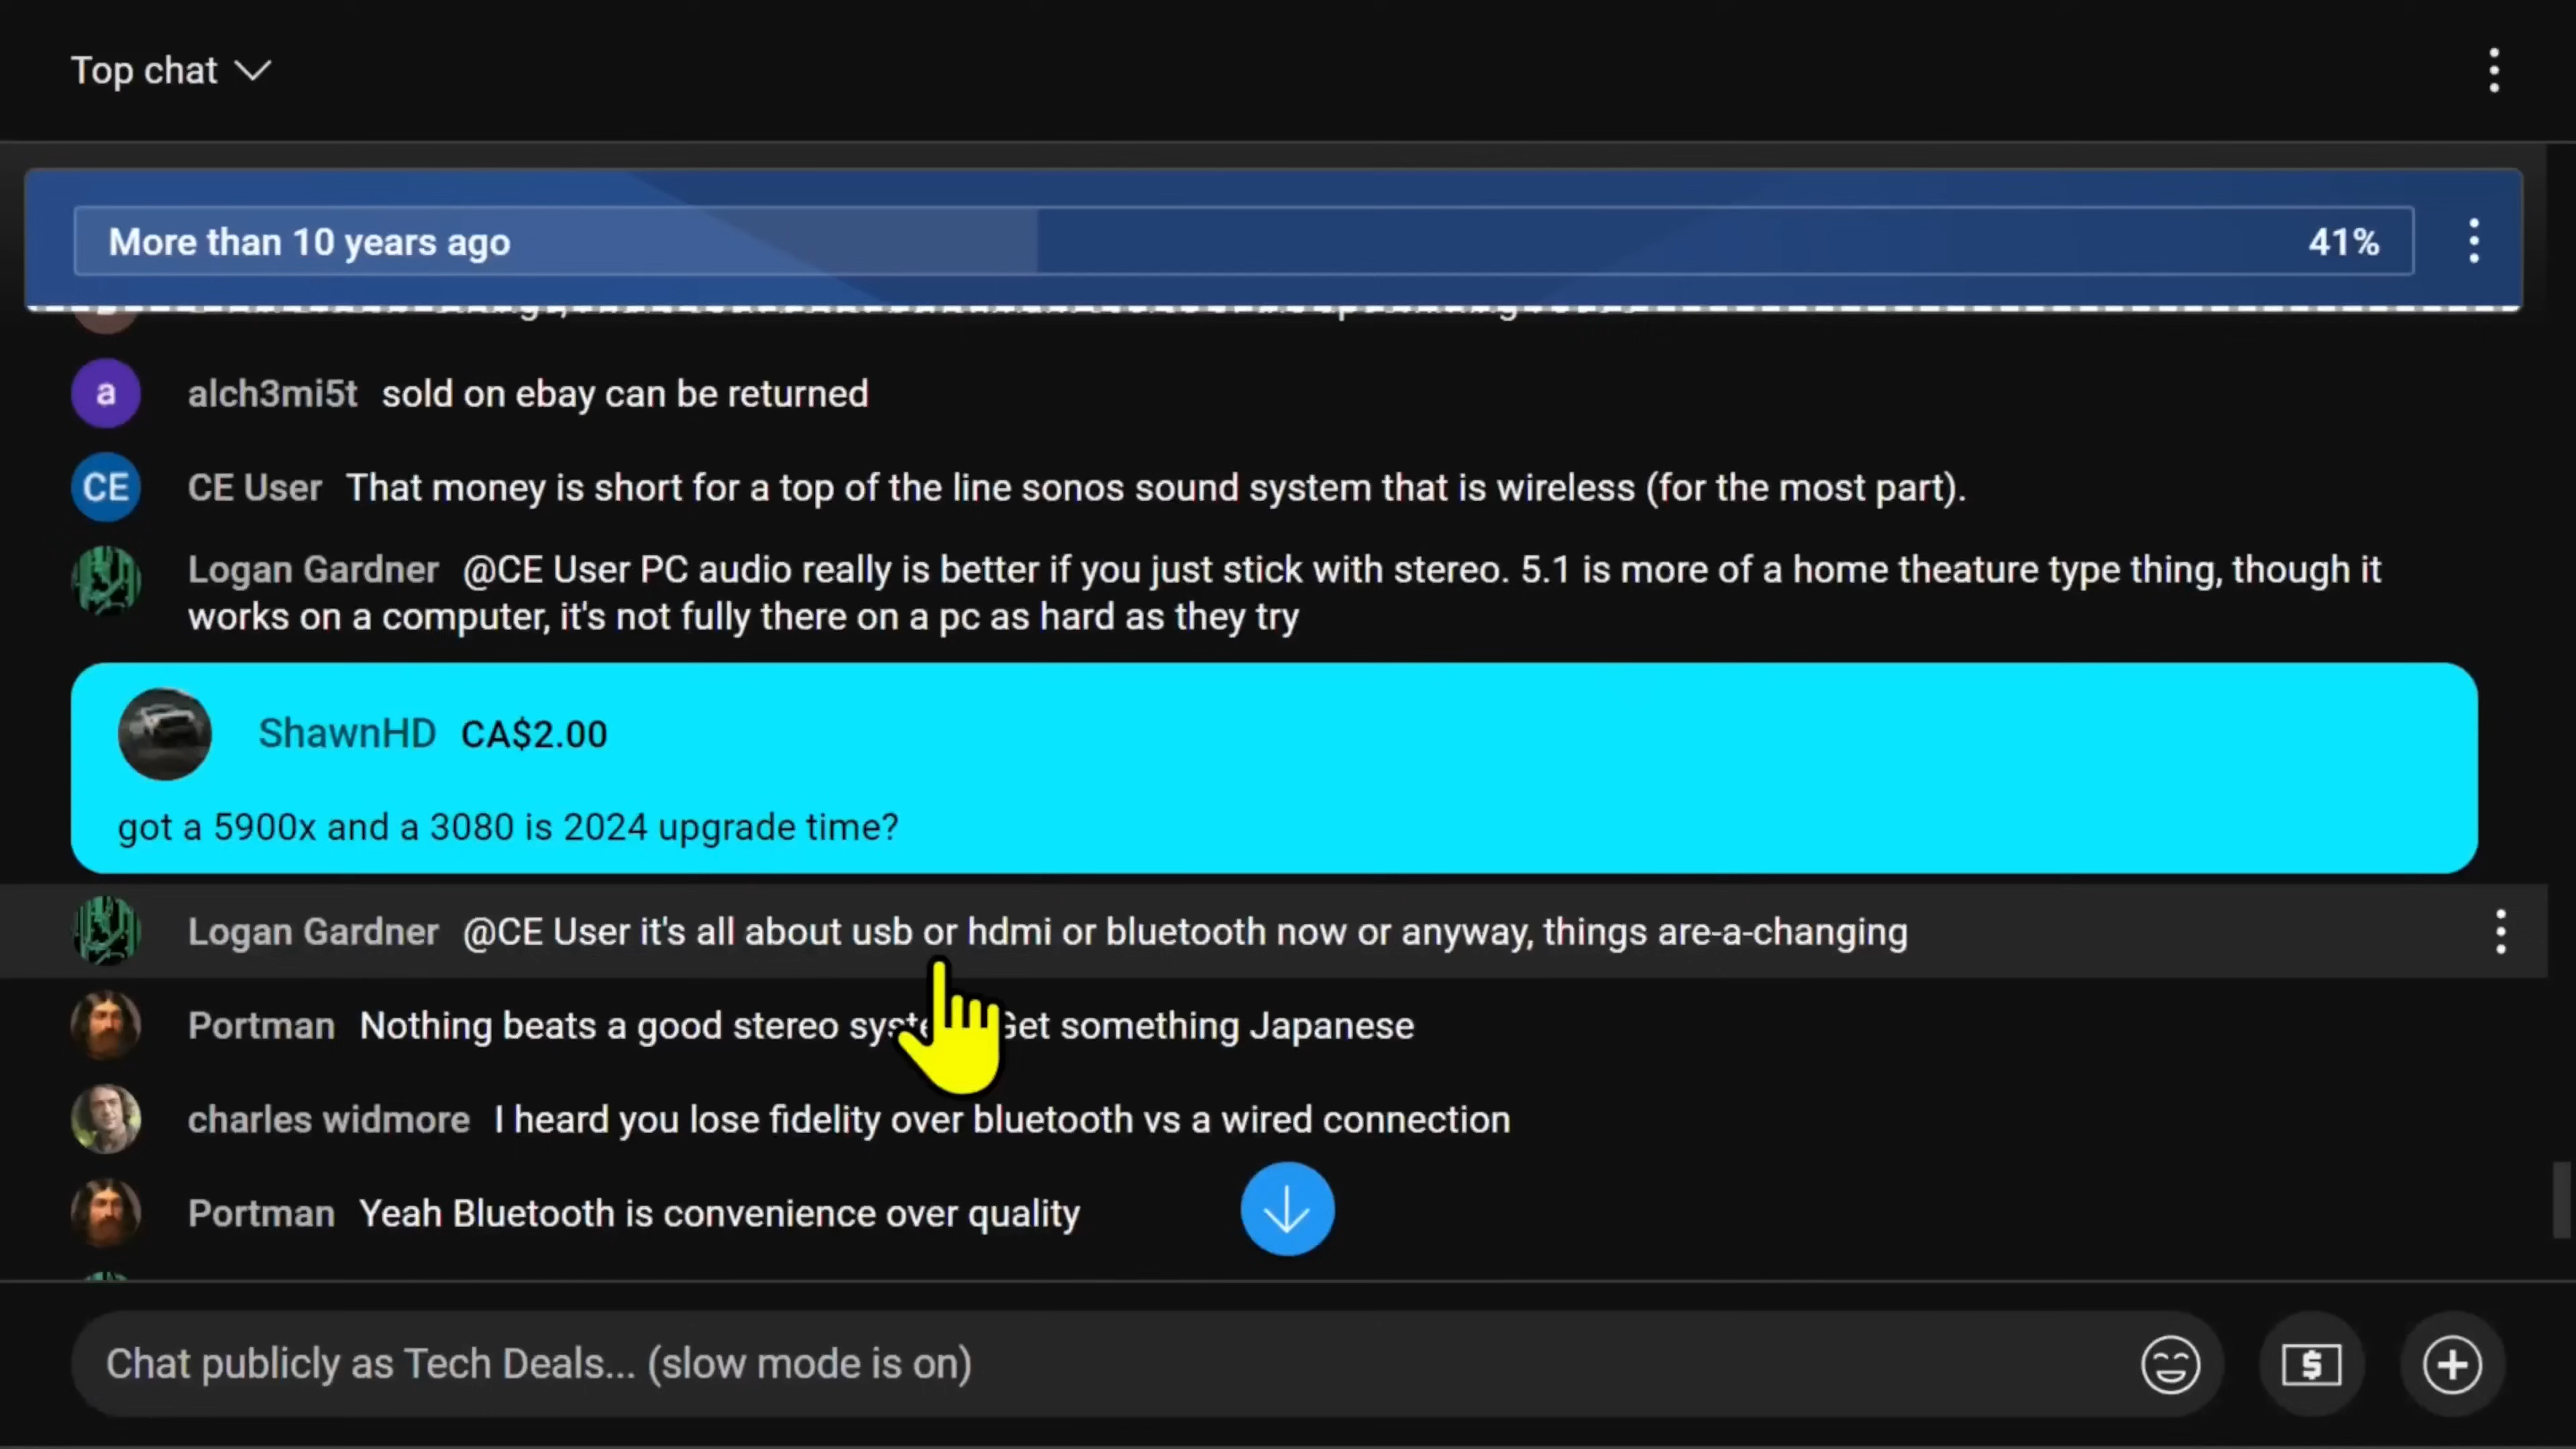 Top chat
More than 10 years ago 41%
a alch3mi5t sold on ebay can be returned
CE CE User That money is short for a top of the line sonos sound system that is wireless (for the most part).
Logan Gardner @CE User PC audio really is better if you just stick with stereo. 5.1 is more of a home theature type thing, though it
works on a computer, it's not fully there on a pc as hard as they try
ShawnHD CA$2.00
got a 5900x and a 3080 is 2024 upgrade time?
Logan Gardner @CE User it's all about usb or hdmi or bluetooth now or anyway, things are-a-changing
Portman Nothing beats a good stereo Get something Japanese
charles widmore I heard you lose fidelity over bluetooth vs a wired connection
Portman Yeah Bluetooth is convenience over quality
Chat publicly as Tech Deals... (slow mode is on)